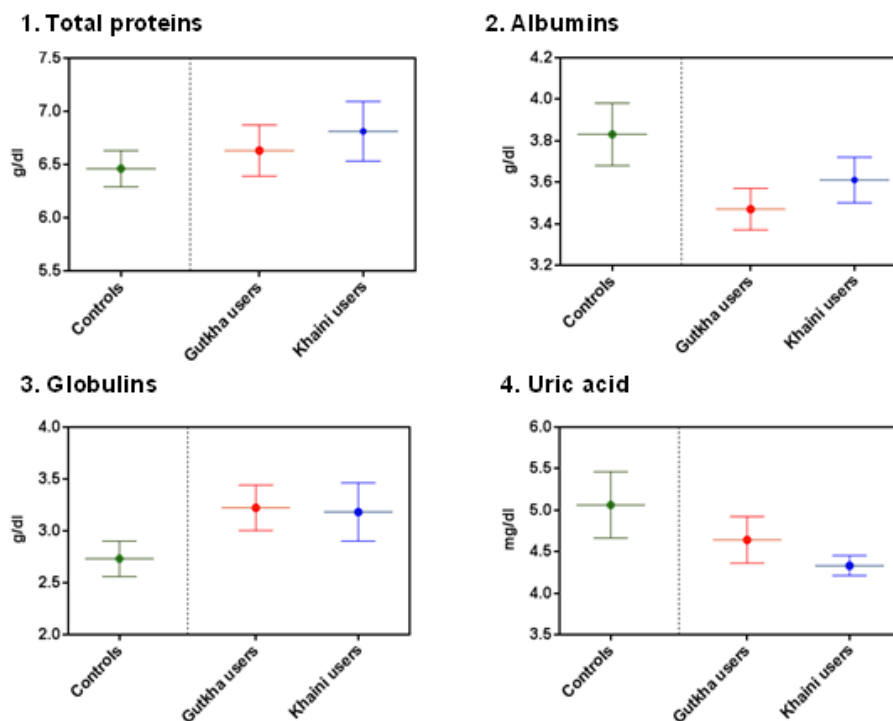 1. Total proteins
7.5
7.0
6.5
6.0
5.5
g/dl
Controls
Gutkha users
Khaini users
2. Albumins
4.2
4.0
3.8
3.6
3.4
3.2
g/dl
Controls
Gutkha users
Khaini users
3. Globulins
4.0
3.5
3.0
2.5
2.0
g/dl
Controls
Gutkha users
Khaini users
4. Uric acid
6.0
5.5
5.0
4.5
4.0
3.5
mg/dl
Controls
Gutkha users
Khaini users